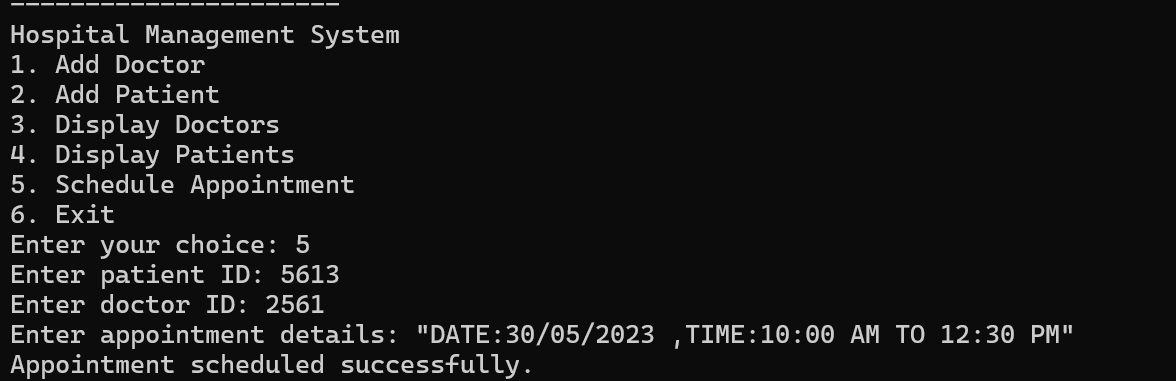 ----------------------
Hospital Management System
1. Add Doctor
2. Add Patient
3. Display Doctors
4. Display Patients
5. Schedule Appointment
6. Exit
Enter your choice: 5
Enter patient ID: 5613
Enter doctor ID: 2561
Enter appointment details: "DATE:30/05/2023 ,TIME:10:00 AM TO 12:30 PM"
Appointment scheduled successfully.